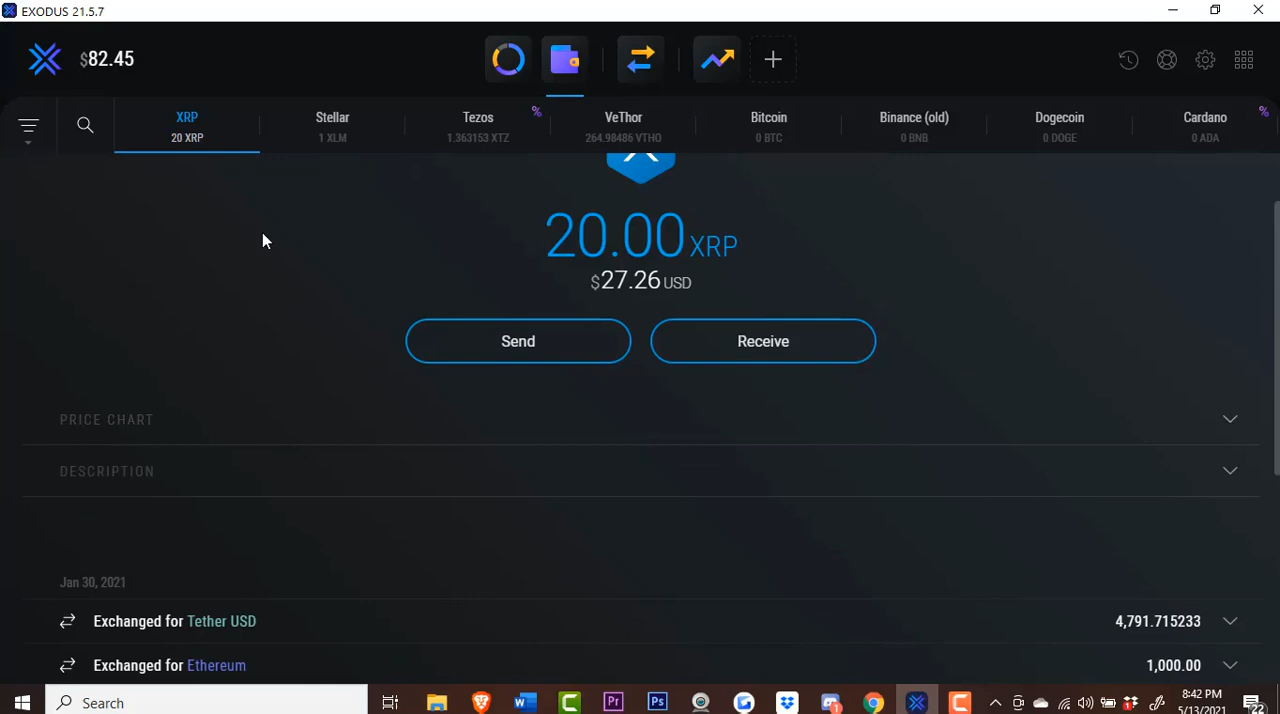 EXODUS 21.5.7
$82.45
XRP
20 XRP
Stellar
1 XLM
Tezos
1.363153 XTZ
%
VeThor
264.98486 VTHO
Bitcoin
0 BTC
Binance (old)
0 BNB
Dogecoin
0 DOGE
Cardano
0 ADA
%
20.00 XRP
$27.26 USD
Send
Receive
PRICE CHART
DESCRIPTION
Jan 30, 2021
Exchanged for Tether USD
4,791.715233
Exchanged for Ethereum
1,000.00
Search
8:42 PM
5/13/2021
22